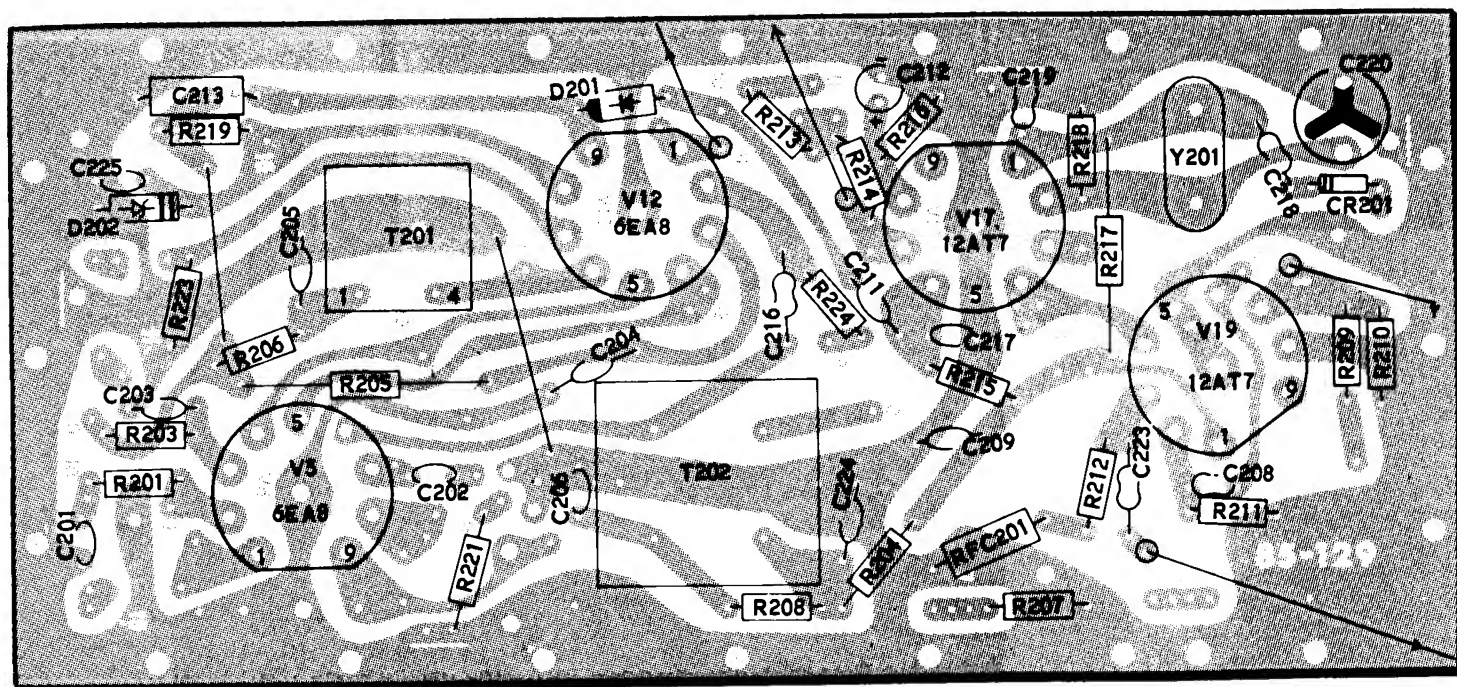 C213
R219
D201
C212
C219
C220
R213
R216
R218
C225
D202
9 1
V12
6EA8
5
R214
9 1
V17
12AT7
5
Y201
C218
CR201
C205
T201
1 4
R223
R206
C204
C216
R224
C211
C217
R215
R217
5
V19
12AT7
9
1
R209
R210
C203
R203
R205
R201
C201
5
V5
6EA8
1 9
C202
R221
C206
T202
C224
C209
R208
R204
RFC201
R207
R212
C223
C208
R211
85-129